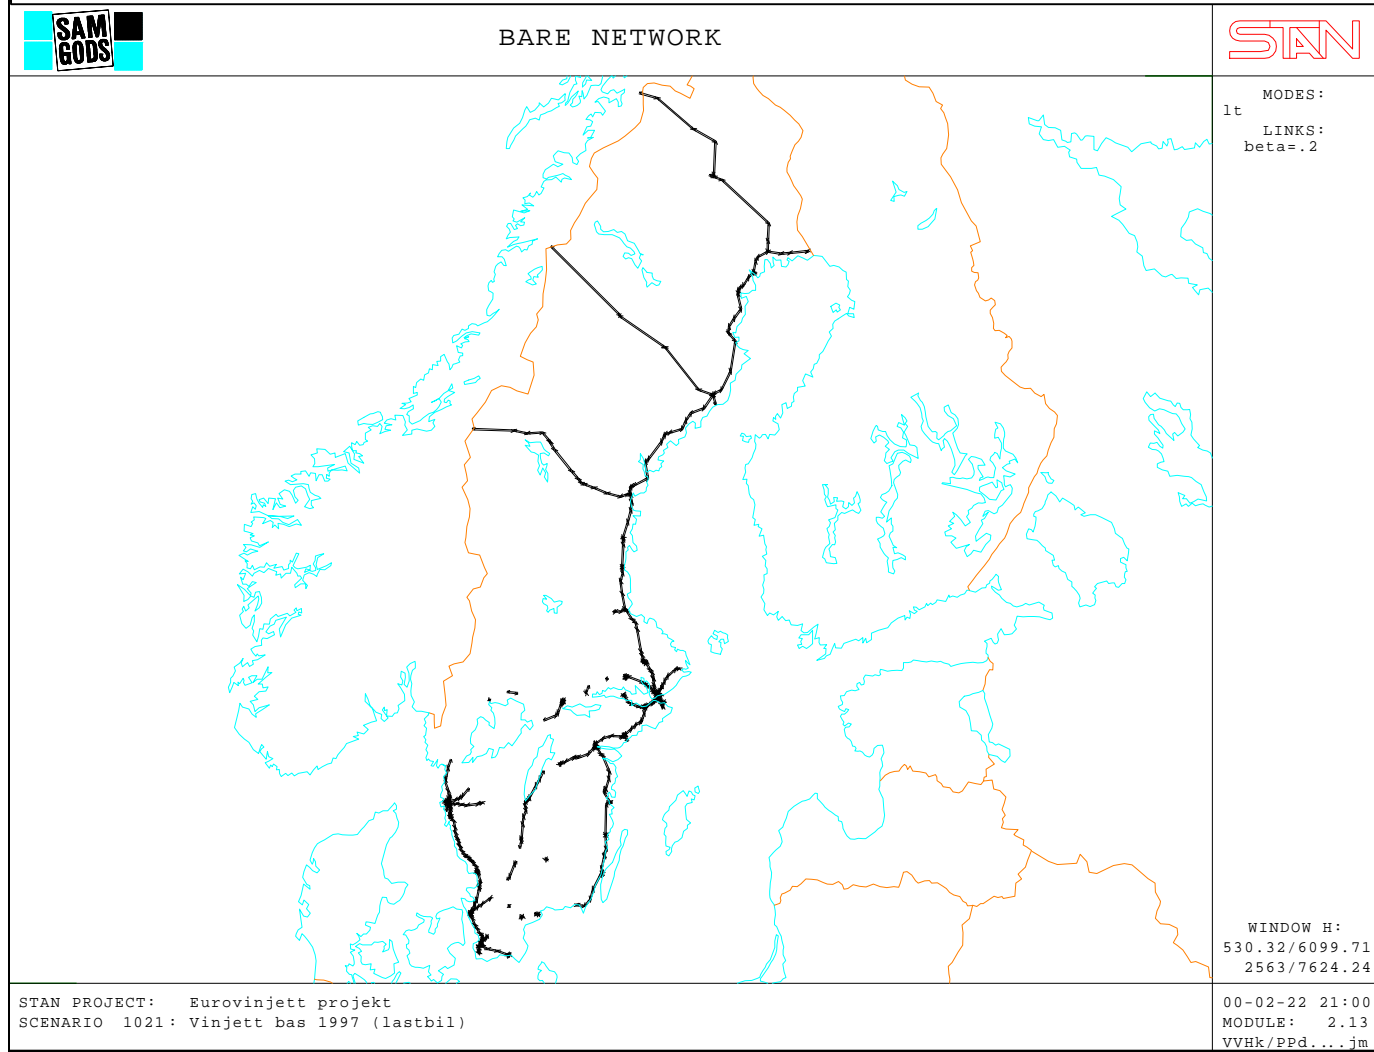 SAM
GODS
BARE NETWORK
STAN
MODES:
lt
LINKS:
beta=.2
WINDOW H:
530.32/6099.71
2563/7624.24
STAN PROJECT: Eurovinjett projekt
SCENARIO 1021: Vinjett bas 1997 (lastbil)
00-02-22 21:00
MODULE: 2.13
VVHk/PPd....jm